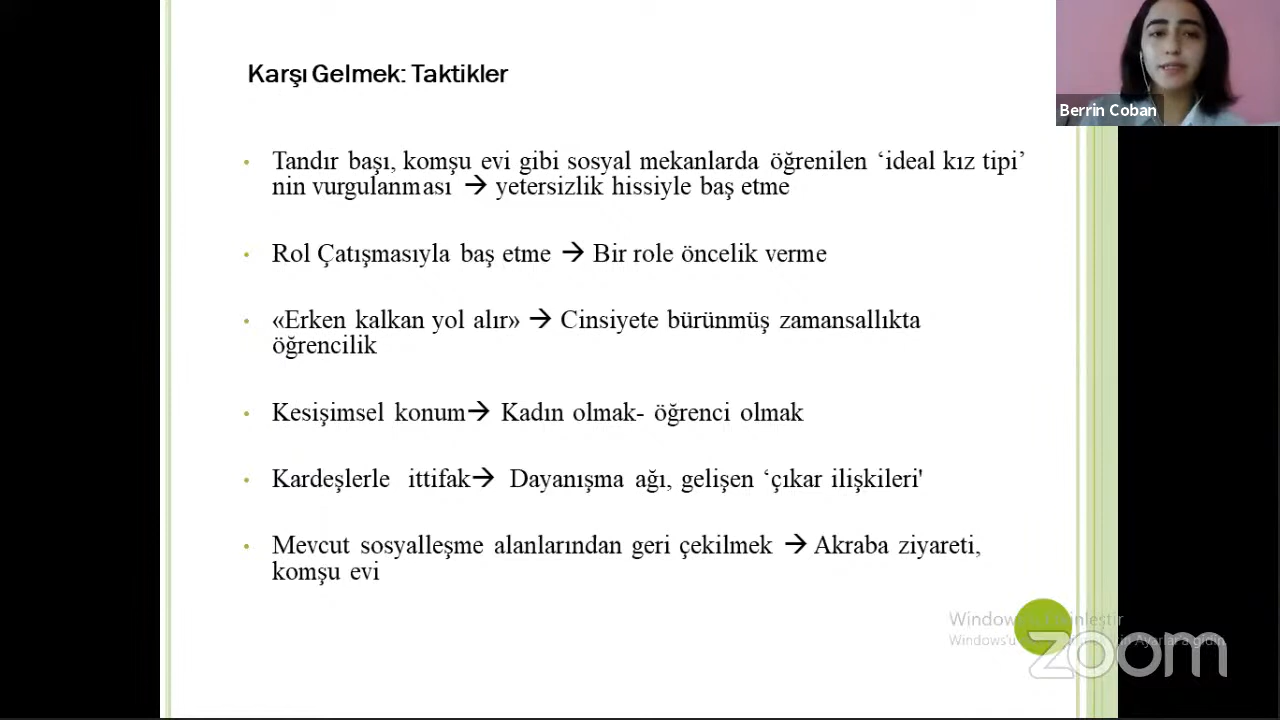 Karşı Gelmek: Taktikler
Berrin Coban
• Tandır başı, komşu evi gibi sosyal mekanlarda öğrenilen ‘ideal kız tipi’
nin vurgulanması → yetersizlik hissiyle baş etme
• Rol Çatışmasıyla baş etme → Bir role öncelik verme
• «Erken kalkan yol alır» → Cinsiyete bürünmüş zamansallıkta
öğrencilik
• Kesişimsel konum→ Kadın olmak- öğrenci olmak
• Kardeşlerle ittifak→ Dayanışma ağı, gelişen ‘çıkar ilişkileri'
• Mevcut sosyalleşme alanlarından geri çekilmek → Akraba ziyareti,
komşu evi
zoom